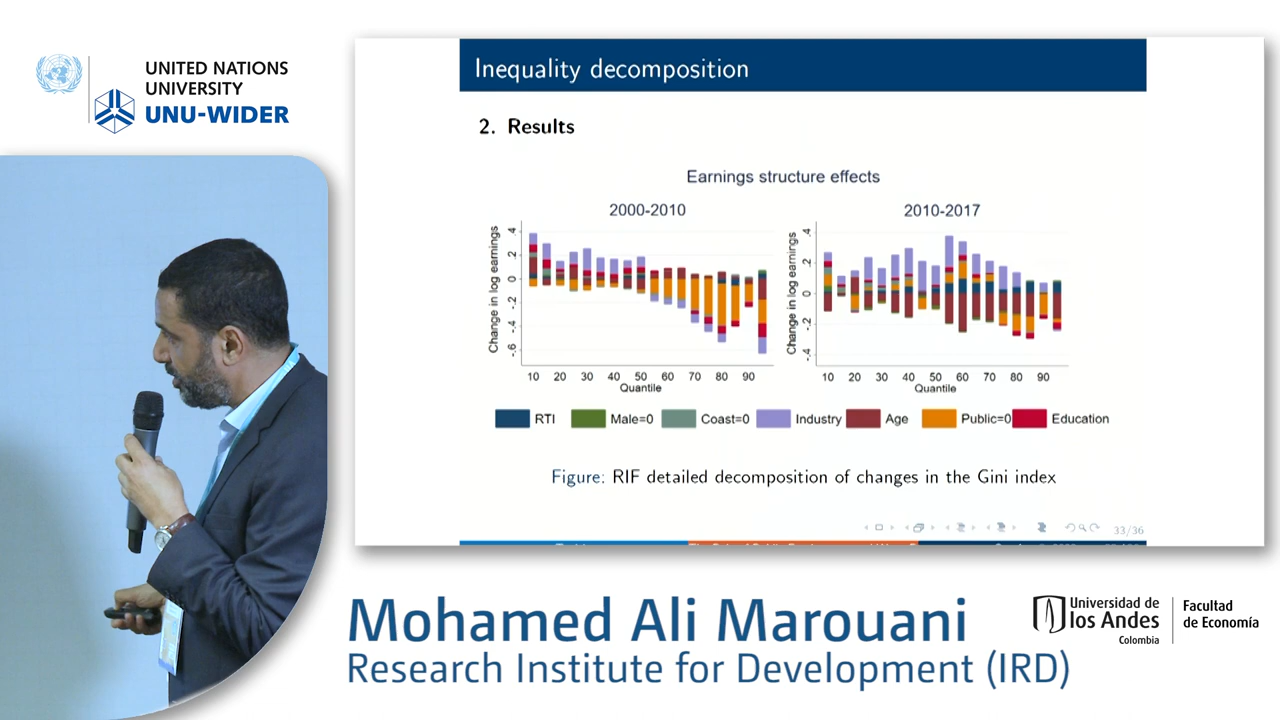 UNITED NATIONS
UNIVERSITY
UNU-WIDER
Inequality decomposition
2. Results
Earnings structure effects
2000-2010
2010-2017
Change in log earnings
.4
.2
0
-.2
-.4
-.6
10 20 30 40 50 60 70 80 90
Quantile
Change in log earnings
.4
.2
0
-.2
-.4
10 20 30 40 50 60 70 80 90
Quantile
RTI Male=0 Coast=0 Industry Age Public=0 Education
Figure: RIF detailed decomposition of changes in the Gini index
33/36
Mohamed Ali Marouani
Research Institute for Development (IRD)
Universidad de
los Andes
Colombia
Facultad
de Economía